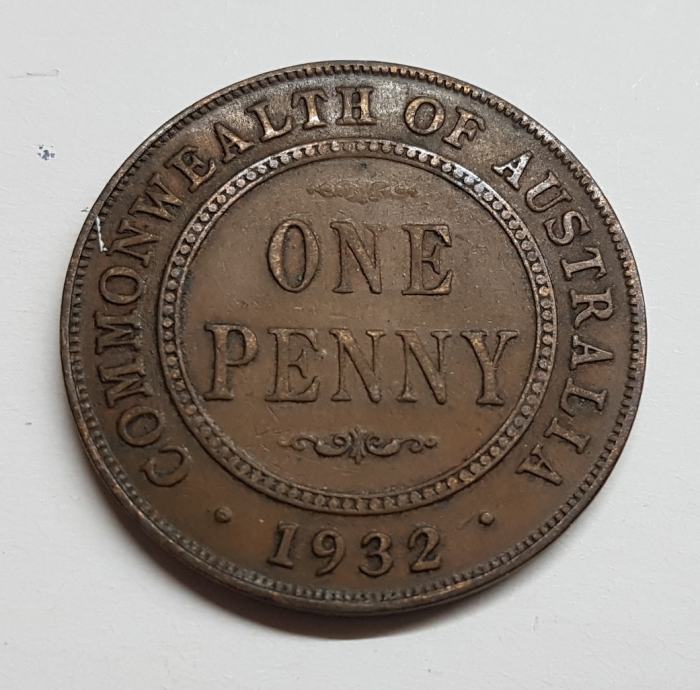 COMMONWEALTH OF AUSTRALIA
ONE
PENNY
· 1932 ·